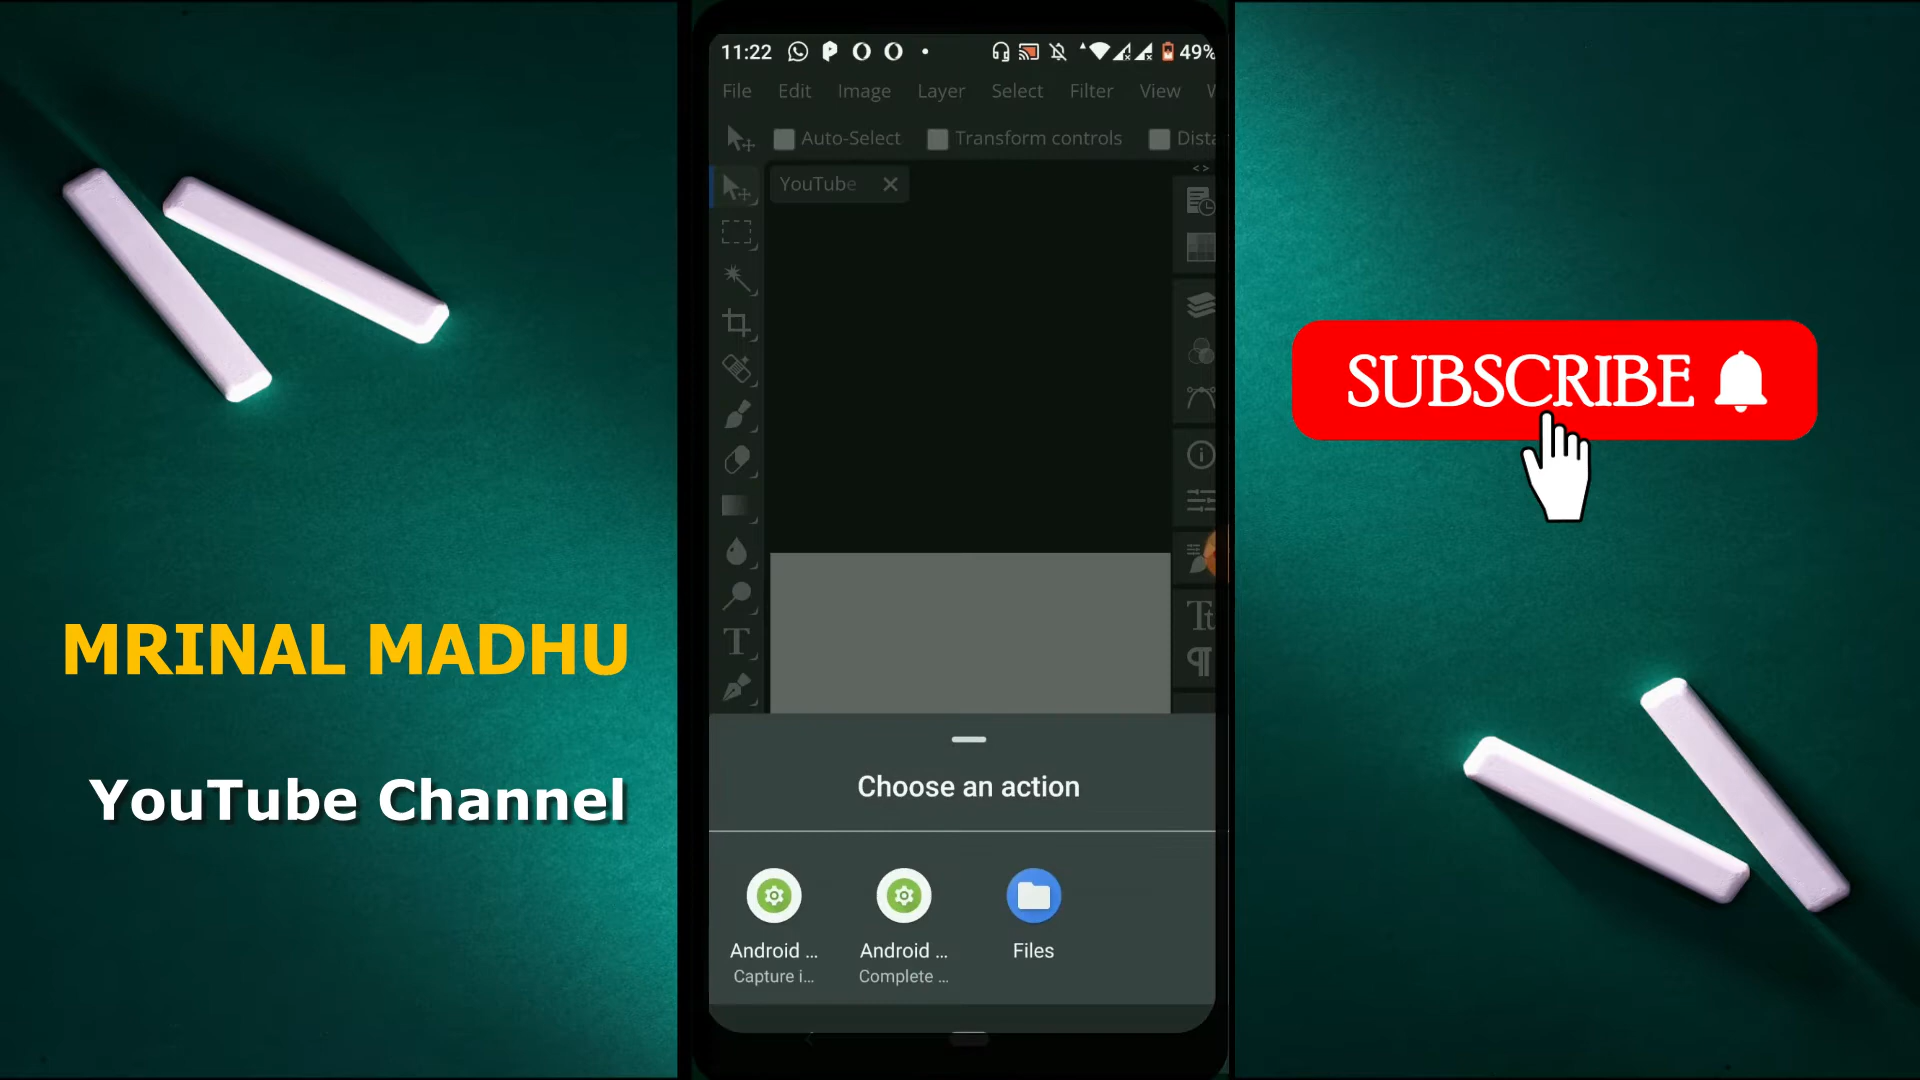 11:22
49%
File Edit Image Layer Select Filter View
Auto-Select Transform controls
YouTube
SUBSCRIBE
T
Tt
MRINAL MADHU
YouTube Channel
Choose an action
Android ... Android ... Files
Capture i... Complete ...